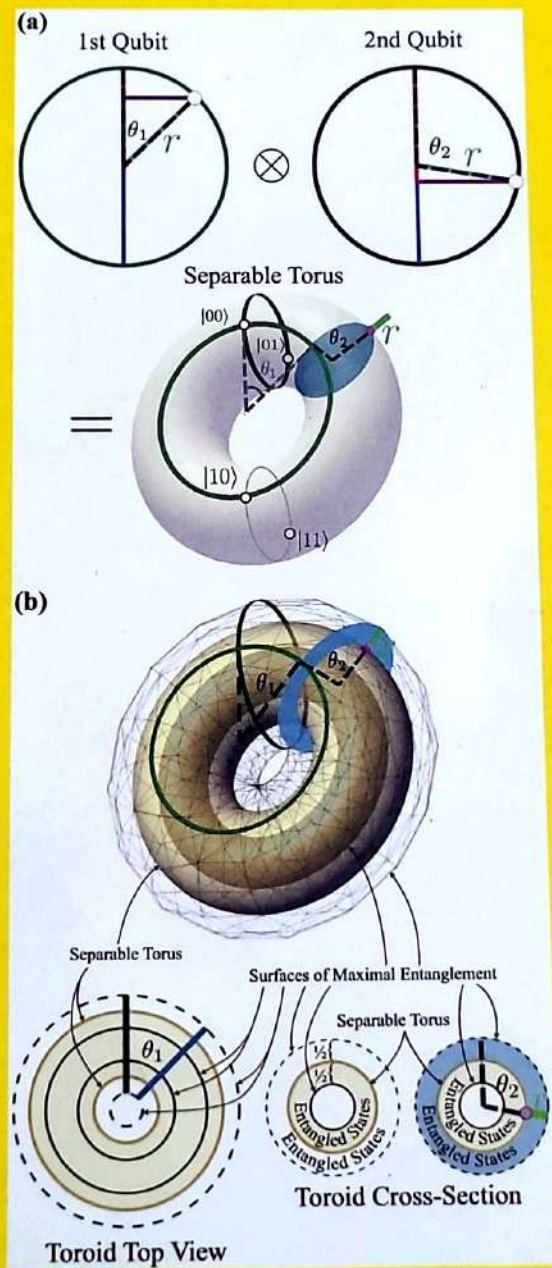 (a)
1st Qubit
2nd Qubit
θ₁
r
⊗
θ₂
r
Separable Torus
|00⟩
|01⟩
θ₁
θ₂
r
=
|10⟩
|11⟩
(b)
θ₁
θ₂
Separable Torus
Surfaces of Maximal Entanglement
Separable Torus
θ₁
½
½
Entangled States
Entangled States
θ2
Entangled States
Entangled States
Toroid Cross-Section
Toroid Top View